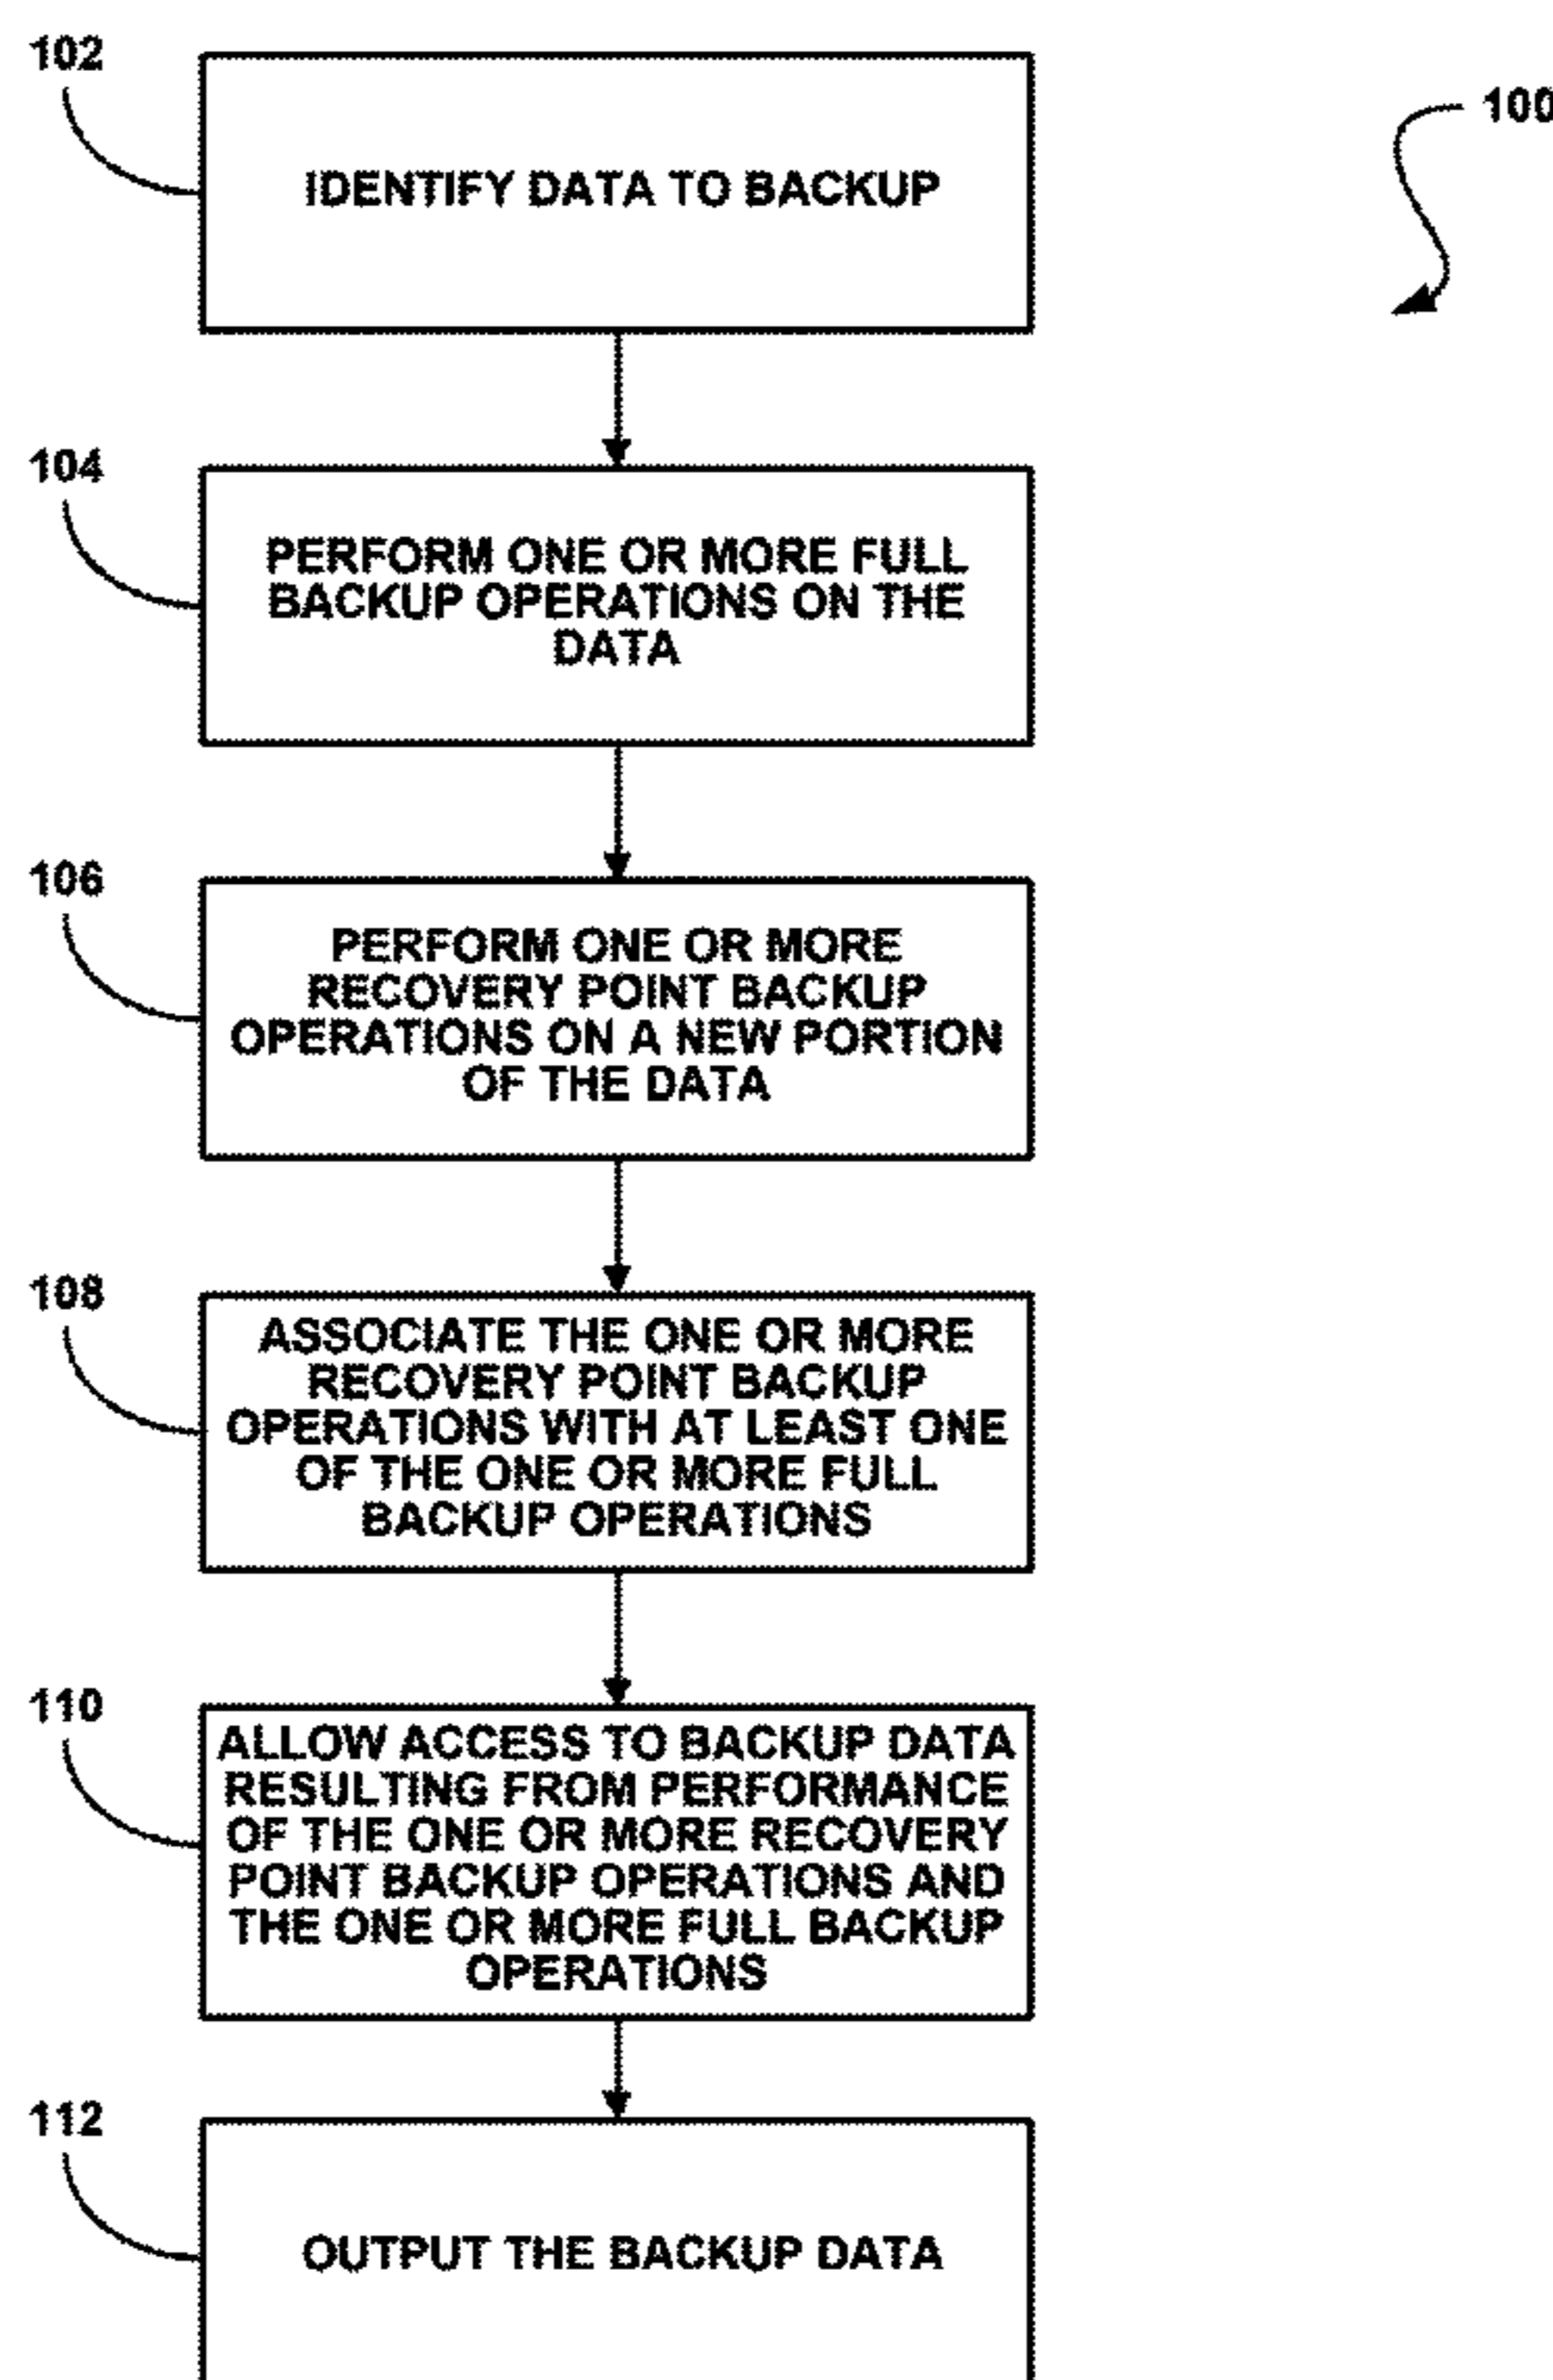 102
100
IDENTIFY DATA TO BACKUP
104
PERFORM ONE OR MORE FULL
BACKUP OPERATIONS ON THE
DATA
106
PERFORM ONE OR MORE
RECOVERY POINT BACKUP
OPERATIONS ON A NEW PORTION
OF THE DATA
108
ASSOCIATE THE ONE OR MORE
RECOVERY POINT BACKUP
OPERATIONS WITH AT LEAST ONE
OF THE ONE OR MORE FULL
BACKUP OPERATIONS
110
ALLOW ACCESS TO BACKUP DATA
RESULTING FROM PERFORMANCE
OF THE ONE OR MORE RECOVERY
POINT BACKUP OPERATIONS AND
THE ONE OR MORE FULL BACKUP
OPERATIONS
112
OUTPUT THE BACKUP DATA